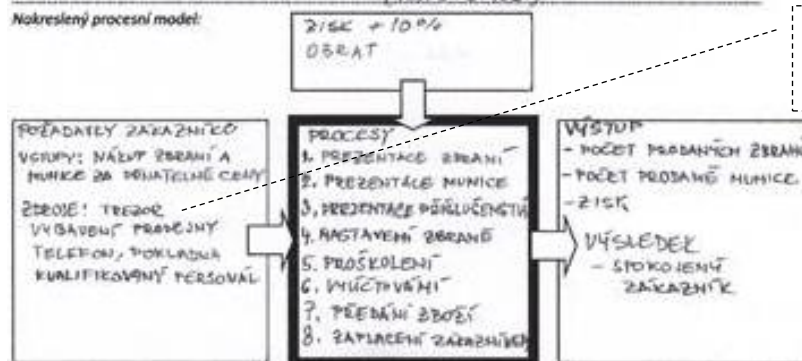 Nakreslený procesní model:
ZISK +10%
OBRAT
POŽADAVKY ZÁKAZNÍKŮ
VSTUPY: NÁKUP ZBRANÍ A
MUNICE ZA PŘIJATELNÉ CENY
ZDROJE: TREZOR
VYBAVENÍ PRODEJNY
TELEFON, POKLADNA
KVALIFIKOVANÝ PERSONÁL
PROCESY
1. PREZENTACE ZBRANÍ
2. PREZENTACE MUNICE
3. PREZENTACE PŘÍSLUŠENSTVÍ
4. NASTAVENÍ ZBRANĚ
5. PROŠKOLENÍ
6. VYÚČTOVÁNÍ
7. PŘEDÁNÍ ZBOŽÍ
8. ZAPLACENÍ ZÁKAZNÍKEM
VÝSTUP
- POČET PRODANÝCH ZBRANÍ
- POČET PRODANÉ MUNICE
- ZISK
VÝSLEDEK
- SPOKOJENÝ
ZÁKAZNÍK